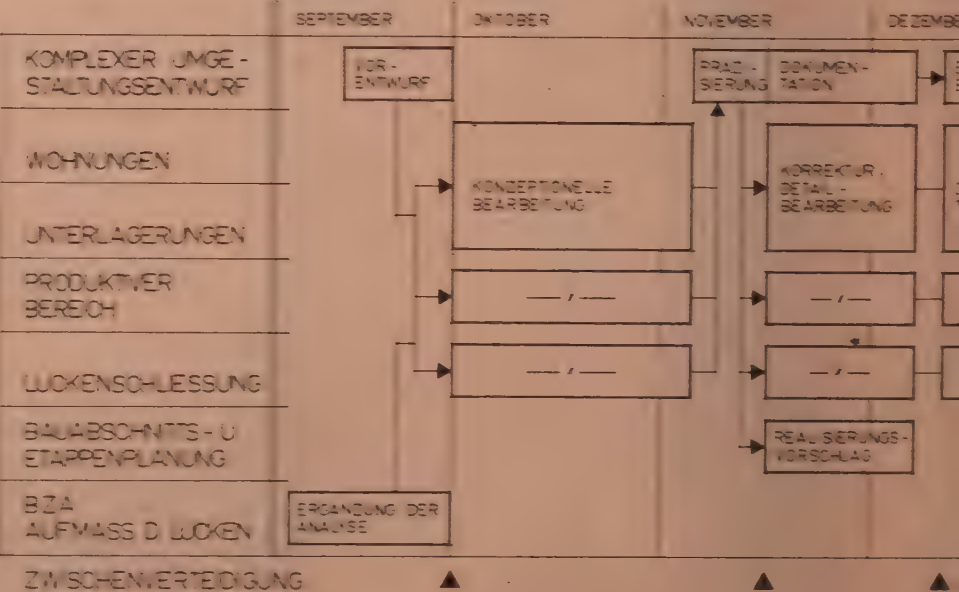 SEPTEMBER OKTOBER NOVEMBER DEZEMBE
KOMPLEXER UMGE-
STALTUNGSENTWURF
VOR-
ENTWURF
PRÄZI-
SIERUNG
DOKUMEN-
TATION
WOHNUNGEN
KONZEPTIONELLE
BEARBEITUNG
KORREKTUR,
DETAIL-
BEARBEITUNG
UNTERLAGERUNGEN
PRODUKTIVER
BEREICH
— " —
— " —
LÜCKENSCHLIESSUNG
— " —
— " —
BAUABSCHNITTS- U
ETAPPENPLANUNG
REALISIERUNGS-
VORSCHLAG
BZA
AUFMASS D LÜCKEN
ERGÄNZUNG DER
ANALYSE
ZWISCHENVERTEIDIGUNG